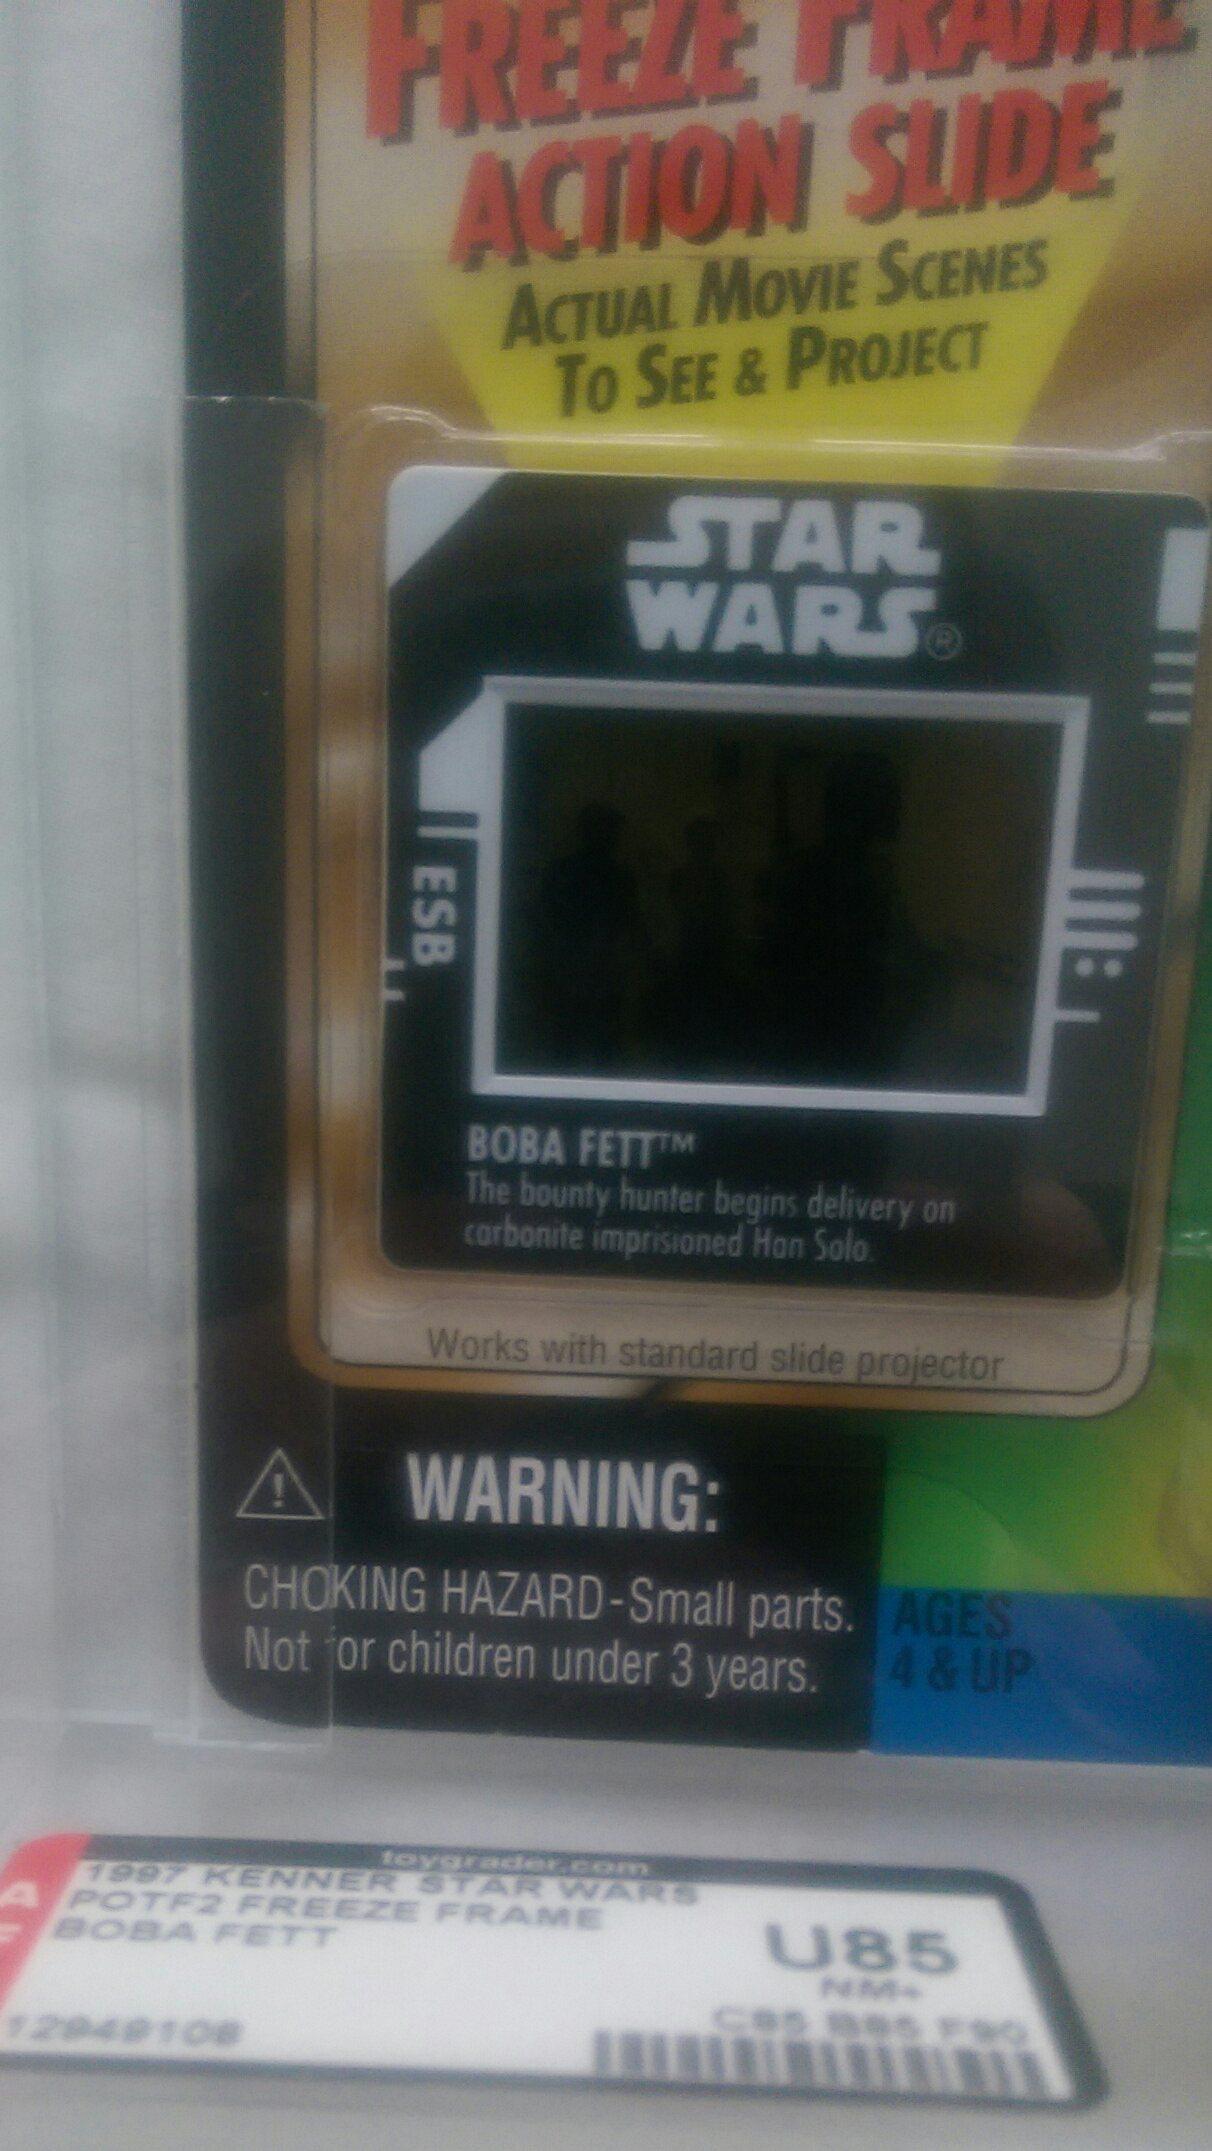 FREEZE FRAME
ACTION SLIDE
ACTUAL MOVIE SCENES
TO SEE & PROJECT
STAR
WARS®
ESB
BOBA FETT™
The bounty hunter begins delivery on
carbonite imprisioned Han Solo.
Works with standard slide projector
WARNING:
CHOKING HAZARD-Small parts.
Not for children under 3 years.
AGES
4 & UP
toygrader.com
1997 KENNER STAR WARS
POTF2 FREEZE FRAME
BOBA FETT
U85
NM+
C85 B85 F90
12949108
A